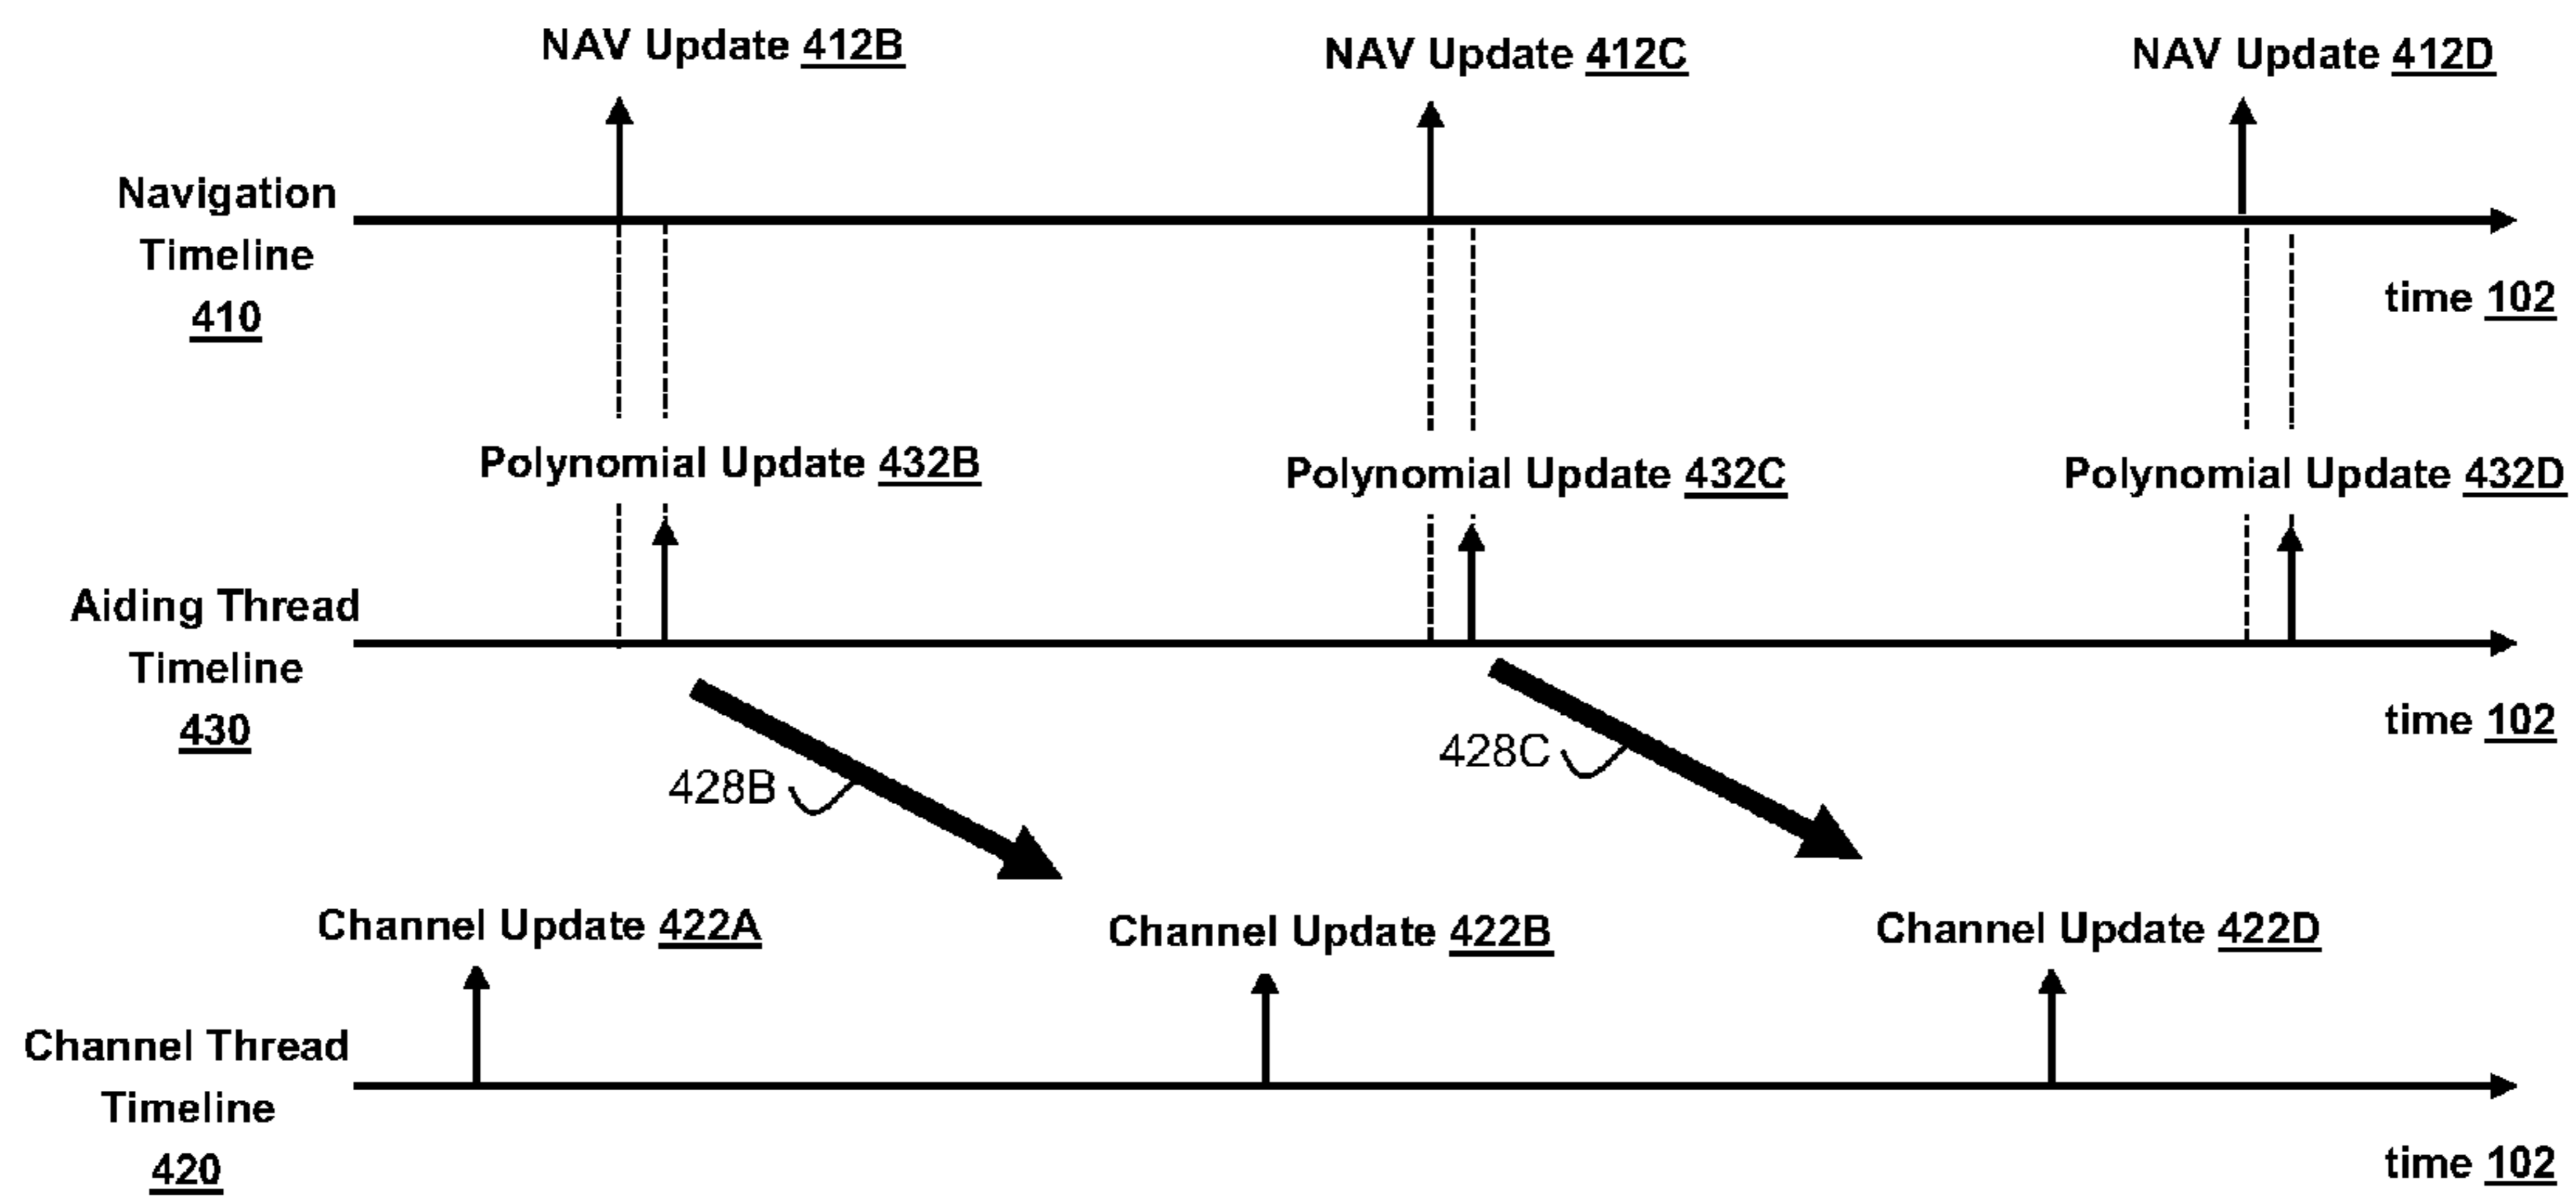 NAV Update 412B
NAV Update 412C
NAV Update 412D
Navigation
Timeline
410
time 102
Polynomial Update 432B
Polynomial Update 432C
Polynomial Update 432D
Aiding Thread
Timeline
430
time 102
428B
428C
Channel Update 422A
Channel Update 422B
Channel Update 422D
Channel Thread
Timeline
420
time 102